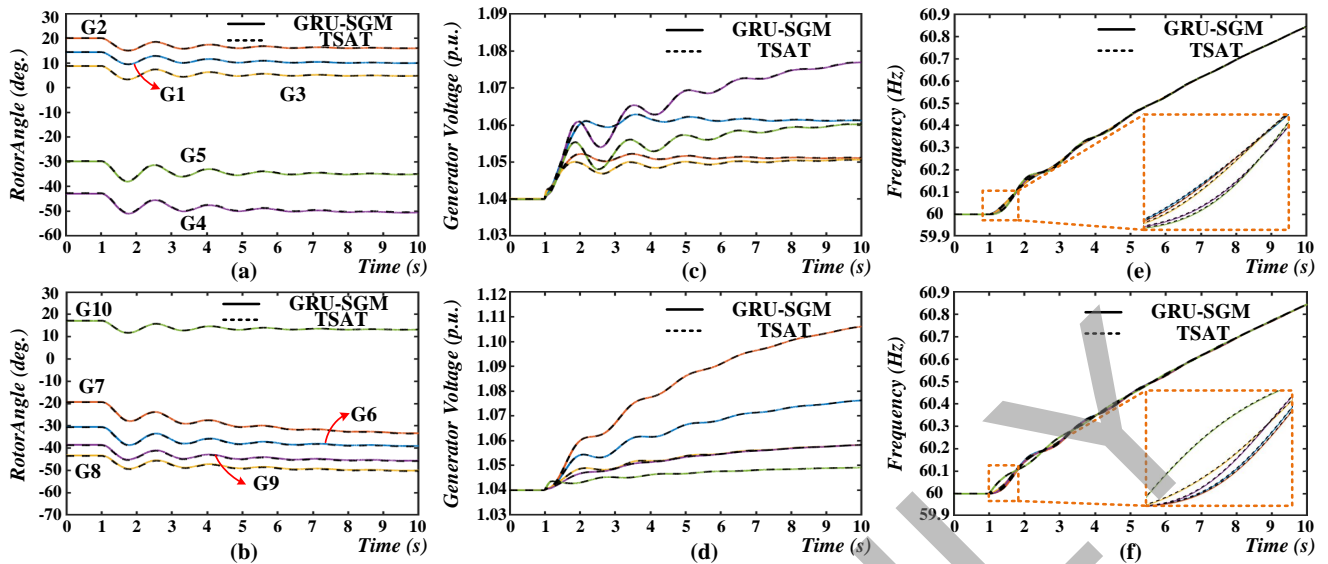 RotorAngle (deg.)
30
20
10
0
-10
-20
-30
-40
-50
-60
G2
G1
G3
G5
G4
GRU-SGM
TSAT
0 1 2 3 4 5 6 7 8 9 10
Time (s)
(a)
Generator Voltage (p.u.)
1.10
1.09
1.08
1.07
1.06
1.05
1.04
1.03
GRU-SGM
TSAT
0 1 2 3 4 5 6 7 8 9 10
Time (s)
(c)
Frequency (Hz)
60.9
60.8
60.7
60.6
60.5
60.4
60.3
60.2
60.1
60
59.9
GRU-SGM
TSAT
0 1 2 3 4 5 6 7 8 9 10
Time (s)
(e)
RotorAngle (deg.)
30
20
10
0
-10
-20
-30
-40
-50
-60
-70
G10
G7
G6
G8
G9
GRU-SGM
TSAT
0 1 2 3 4 5 6 7 8 9 10
Time (s)
(b)
Generator Voltage (p.u.)
1.12
1.11
1.10
1.09
1.08
1.07
1.06
1.05
1.04
1.03
GRU-SGM
TSAT
0 1 2 3 4 5 6 7 8 9 10
Time (s)
(d)
Frequency (Hz)
60.9
60.8
60.7
60.6
60.5
60.4
60.3
60.2
60.1
60
59.9
GRU-SGM
TSAT
0 1 2 3 4 5 6 7 8 9 10
Time (s)
(f)